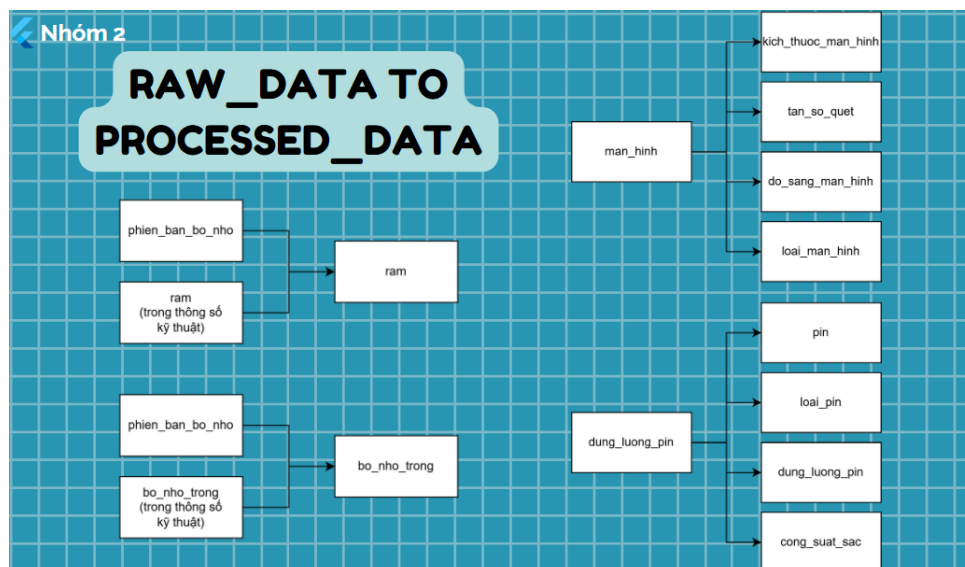 Nhóm 2
RAW_DATA TO
PROCESSED_DATA
phien_ban_bo_nho
ram
(trong thông số
kỹ thuật)
ram
phien_ban_bo_nho
bo_nho_trong
(trong thông số
kỹ thuật)
bo_nho_trong
man_hinh
kich_thuoc_man_hinh
tan_so_quet
do_sang_man_hinh
loai_man_hinh
dung_luong_pin
pin
loai_pin
dung_luong_pin
cong_suat_sac